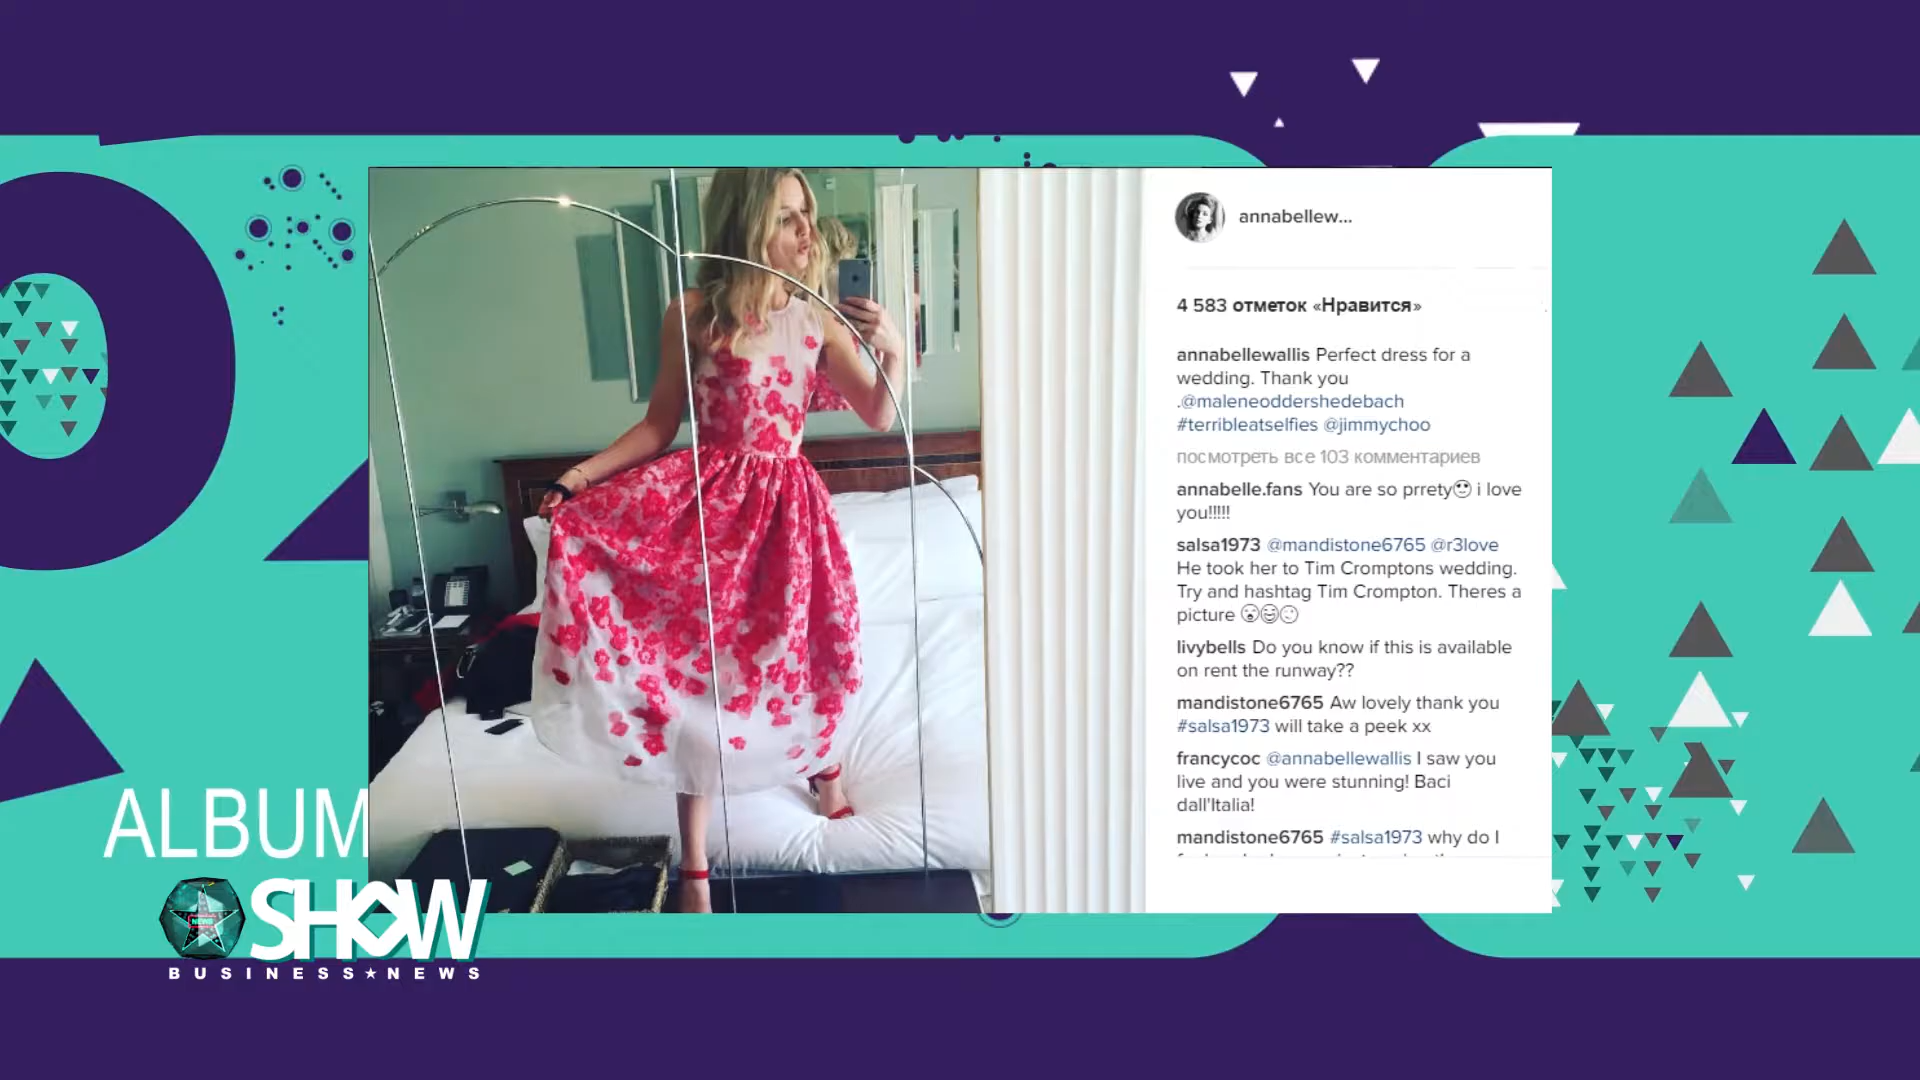 annabellew...
4 583 отметок «Нравится»
annabellewallis Perfect dress for a
wedding. Thank you
.@maleneoddershedebach
#terribleatselfies @jimmychoo
посмотреть все 103 комментариев
annabelle.fans You are so prrety🙂 i love
you!!!!!
salsa1973 @mandistone6765 @r3love
He took her to Tim Cromptons wedding.
Try and hashtag Tim Crompton. Theres a
picture 😮😄😏
livybells Do you know if this is available
on rent the runway??
mandistone6765 Aw lovely thank you
#salsa1973 will take a peek xx
francycoc @annabellewallis I saw you
live and you were stunning! Baci
dall'Italia!
mandistone6765 #salsa1973 why do I
ALBUM
NEWS
SHOW
BUSINESS★NEWS